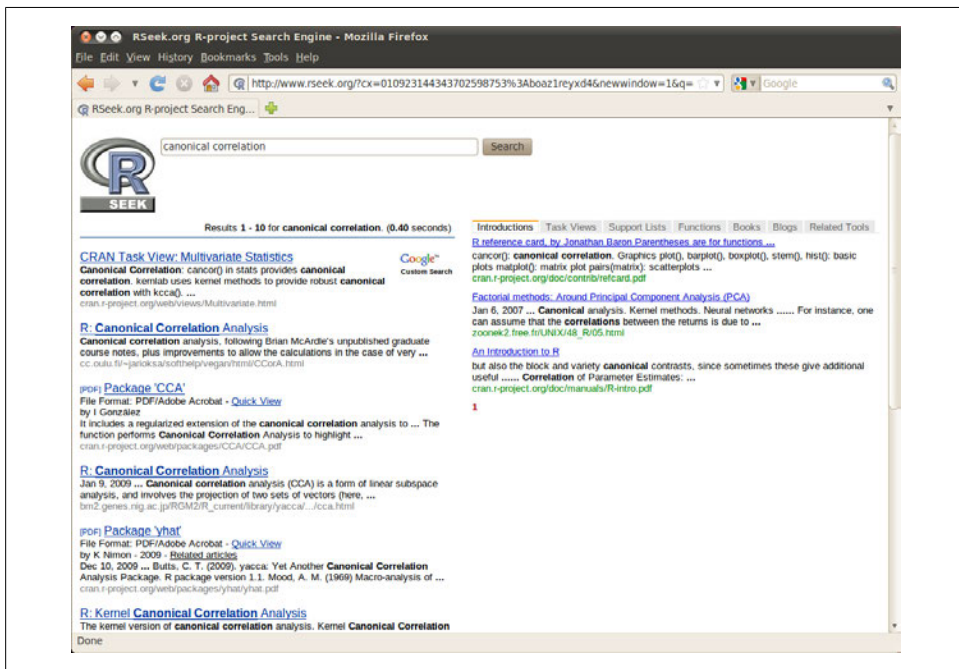 RSeek.org R-project Search Engine - Mozilla Firefox
File Edit View History Bookmarks Tools Help
http://www.rseek.org/?cx=010923144343702598753%3Aboaz1reyxd4&newwindow=1&q=
Google
RSeek.org R-project Search Eng...
R
SEEK
canonical correlation
Search
Results 1 - 10 for canonical correlation. (0.40 seconds)
CRAN Task View: Multivariate Statistics
Google™
Custom Search
Canonical Correlation: cancor() in stats provides canonical
correlation. kernlab uses kernel methods to provide robust canonical
correlation with kcca(). ...
cran.r-project.org/web/views/Multivariate.html
R: Canonical Correlation Analysis
Canonical correlation analysis, following Brian McArdle's unpublished graduate
course notes, plus improvements to allow the calculations in the case of very ...
cc.oulu.fi/~jarioksa/softhelp/vegan/html/CCorA.html
[PDF] Package 'CCA'
File Format: PDF/Adobe Acrobat - Quick View
by I González
It includes a regularized extension of the canonical correlation analysis to ... The
function performs Canonical Correlation Analysis to highlight ...
cran.r-project.org/web/packages/CCA/CCA.pdf
R: Canonical Correlation Analysis
Jan 9, 2009 ... Canonical correlation analysis (CCA) is a form of linear subspace
analysis, and involves the projection of two sets of vectors (here, ...
bm2.genes.nig.ac.jp/RGM2/R_current/library/yacca/.../cca.html
[PDF] Package 'yhat'
File Format: PDF/Adobe Acrobat - Quick View
by K Nimon - 2009 - Related articles
Dec 10, 2009 ... Butts, C. T. (2009). yacca: Yet Another Canonical Correlation
Analysis Package. R package version 1.1. Mood, A. M. (1969) Macro-analysis of ...
cran.r-project.org/web/packages/yhat/yhat.pdf
R: Kernel Canonical Correlation Analysis
The kernel version of canonical correlation analysis. Kernel Canonical Correlation
Introductions Task Views Support Lists Functions Books Blogs Related Tools
R reference card, by Jonathan Baron Parentheses are for functions ...
cancor(): canonical correlation. Graphics plot(), barplot(), boxplot(), stem(), hist(): basic
plots matplot(): matrix plot pairs(matrix): scatterplots ...
cran.r-project.org/doc/contrib/refcard.pdf
Factorial methods: Around Principal Component Analysis (PCA)
Jan 6, 2007 ... Canonical analysis. Kernel methods. Neural networks ...... For instance, one
can assume that the correlations between the returns is due to ...
zoonek2.free.fr/UNIX/48_R/05.html
An Introduction to R
but also the block and variety canonical contrasts, since sometimes these give additional
useful ...... Correlation of Parameter Estimates: ...
cran.r-project.org/doc/manuals/R-intro.pdf
1
Done